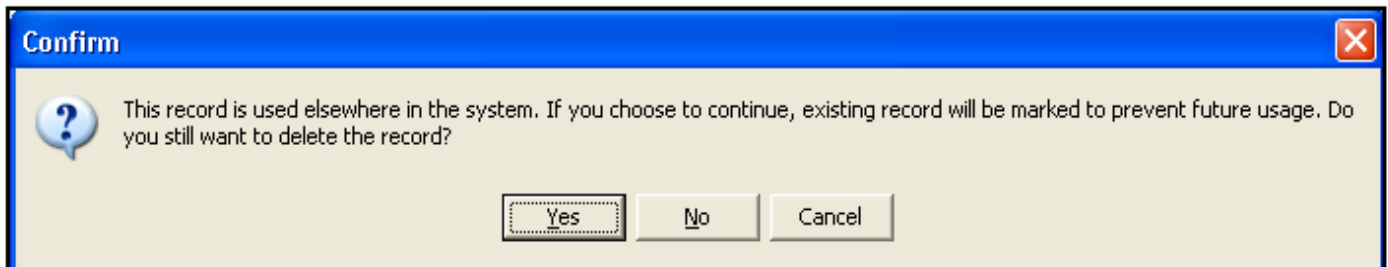 Confirm
This record is used elsewhere in the system. If you choose to continue, existing record will be marked to prevent future usage. Do
you still want to delete the record?
Yes No Cancel